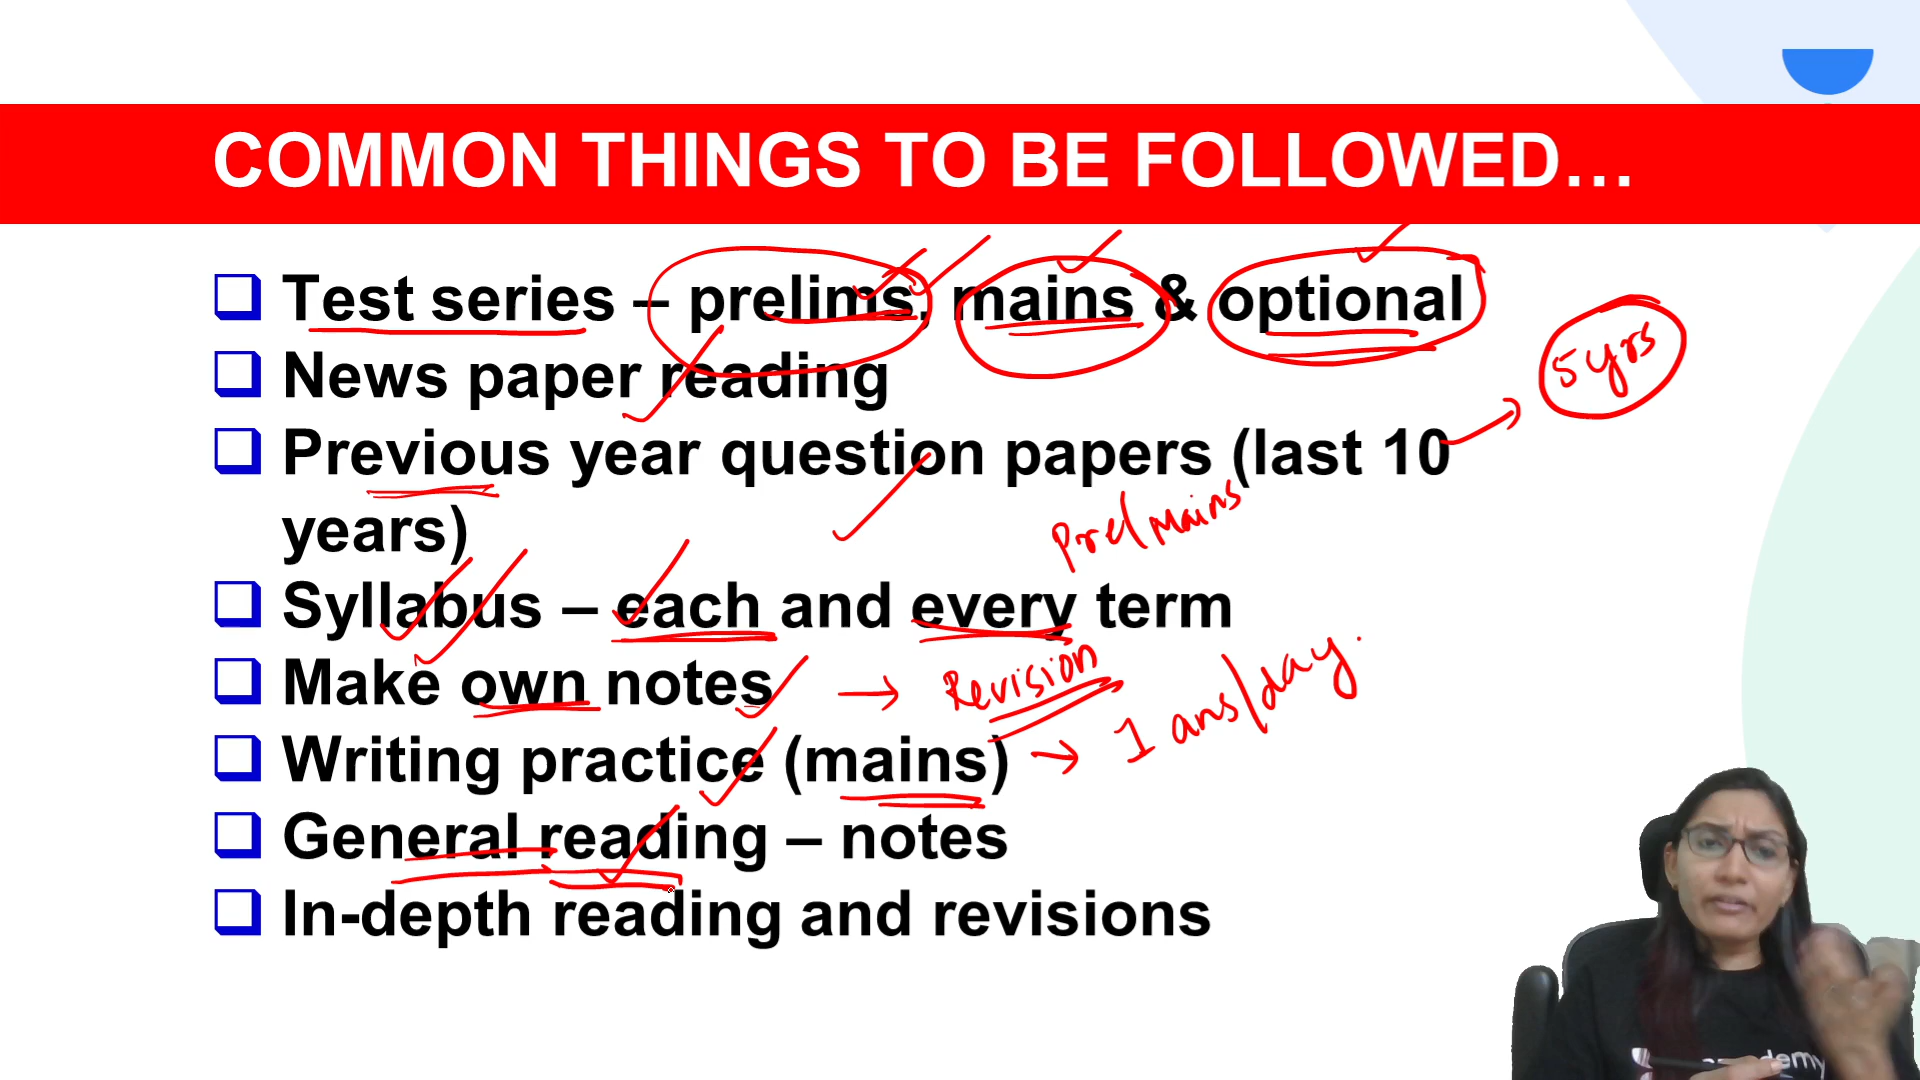 COMMON THINGS TO BE FOLLOWED...
Test series – prelims, mains & optional
5 yrs
News paper reading
Previous year question papers (last 10
years)
Pre/Mains
Syllabus – each and every term
Make own notes → Revision
Writing practice (mains) → 1 ans/day.
General reading – notes
In-depth reading and revisions